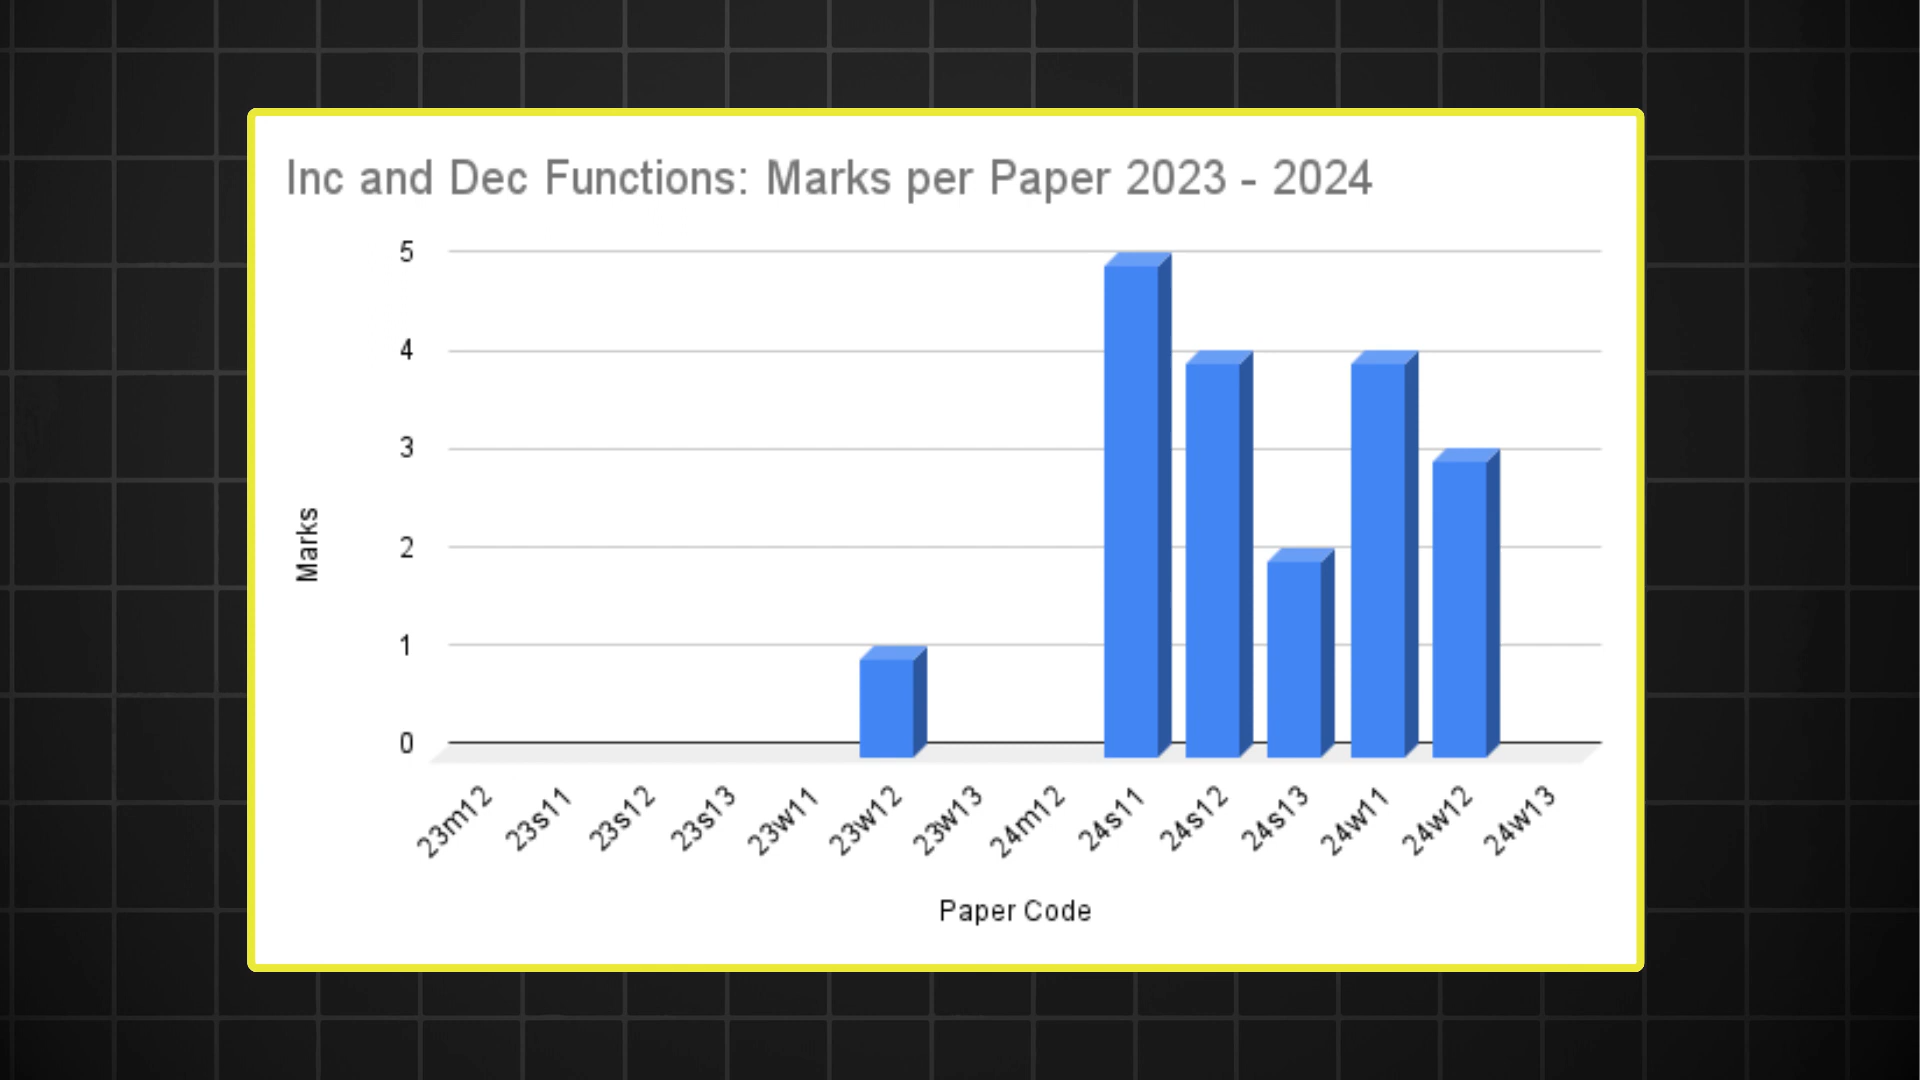 Inc and Dec Functions: Marks per Paper 2023 - 2024
5
4
3
2
1
0
Marks
23m12 23s11 23s12 23s13 23w11 23w12 23w13 24m12 24s11 24s12 24s13 24w11 24w12 24w13
Paper Code